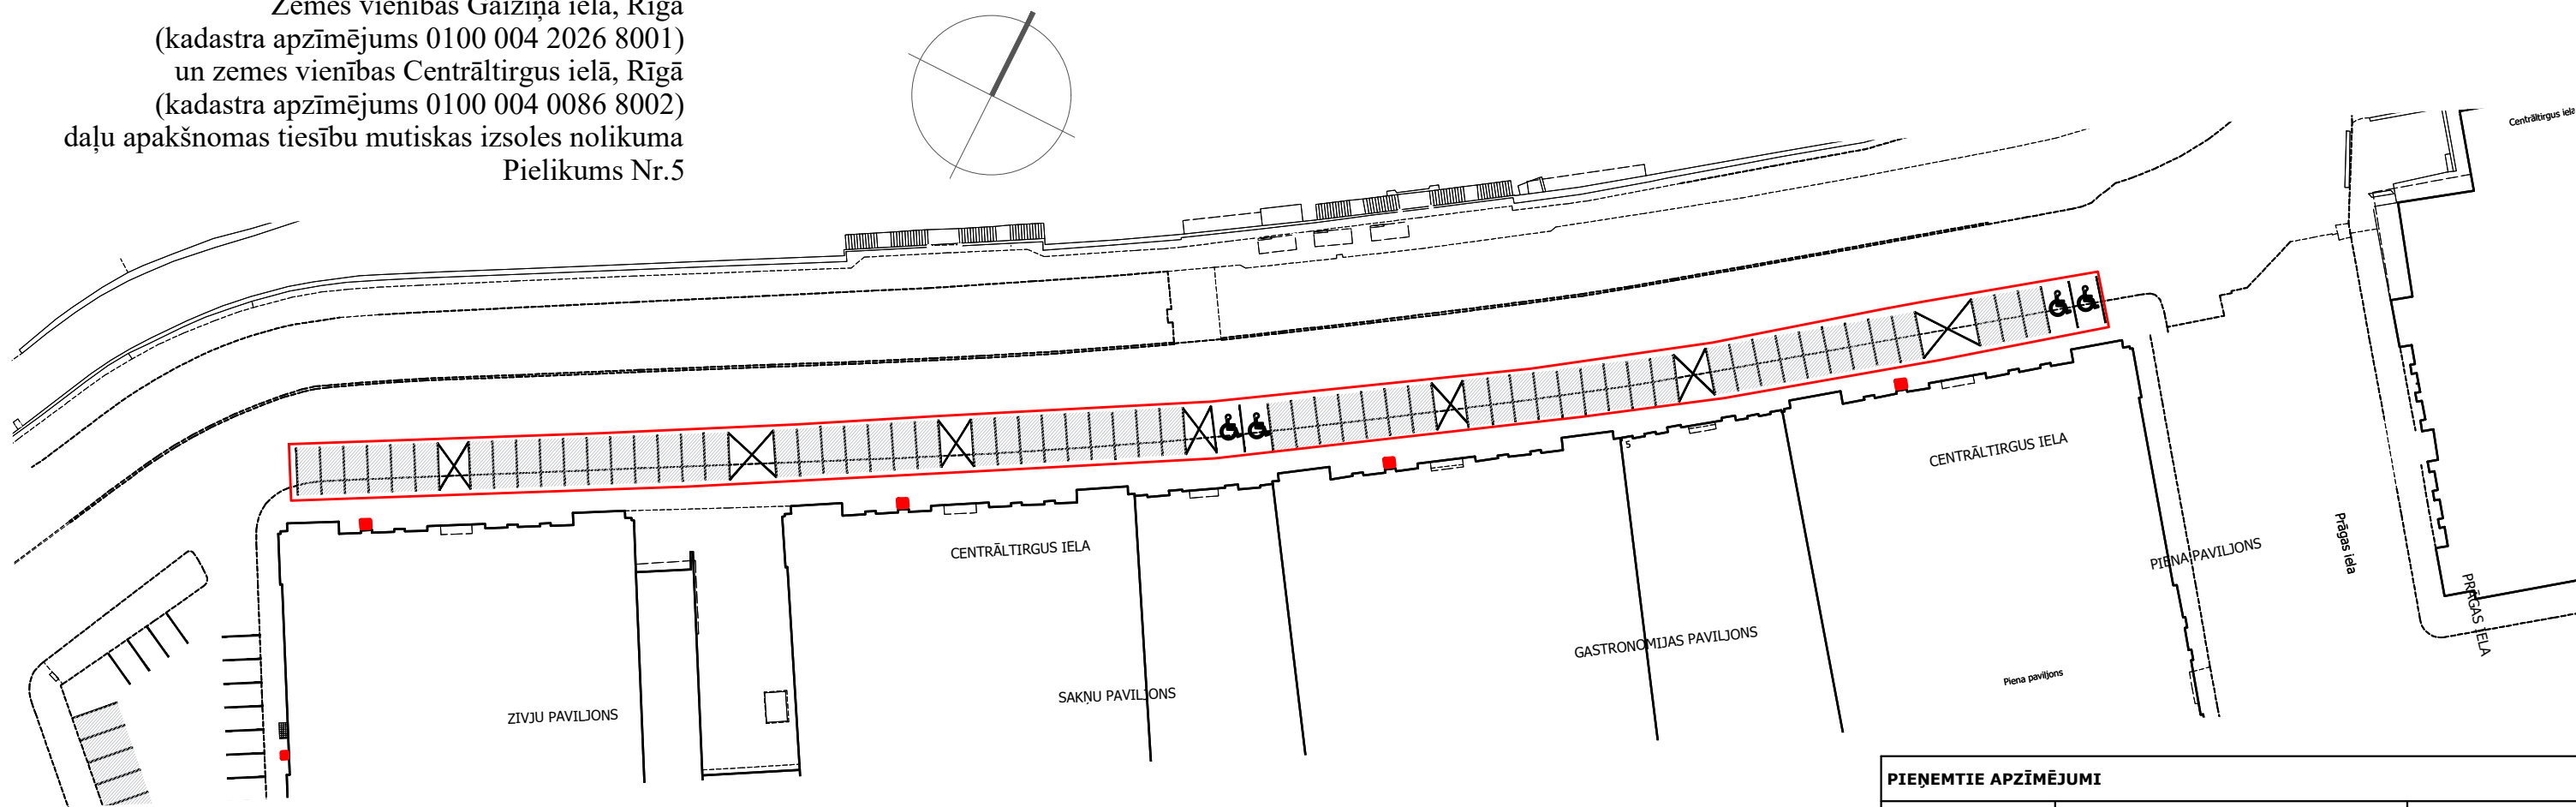 Zemes vienības Gaiziņa ielā, Rīgā
(kadastra apzīmējums 0100 004 2026 8001)
un zemes vienības Centrāltirgus ielā, Rīgā
(kadastra apzīmējums 0100 004 0086 8002)
daļu apakšnomas tiesību mutiskas izsoles nolikuma
Pielikums Nr.5
Centrāltirgus iela
CENTRĀLTIRGUS IELA
5
CENTRĀLTIRGUS IELA
PIENA PAVILJONS
Prāgas iela
PRĀGAS IELA
GASTRONOMIJAS PAVILJONS
Piena paviljons
SAKŅU PAVILJONS
ZIVJU PAVILJONS
PIEŅEMTIE APZĪMĒJUMI